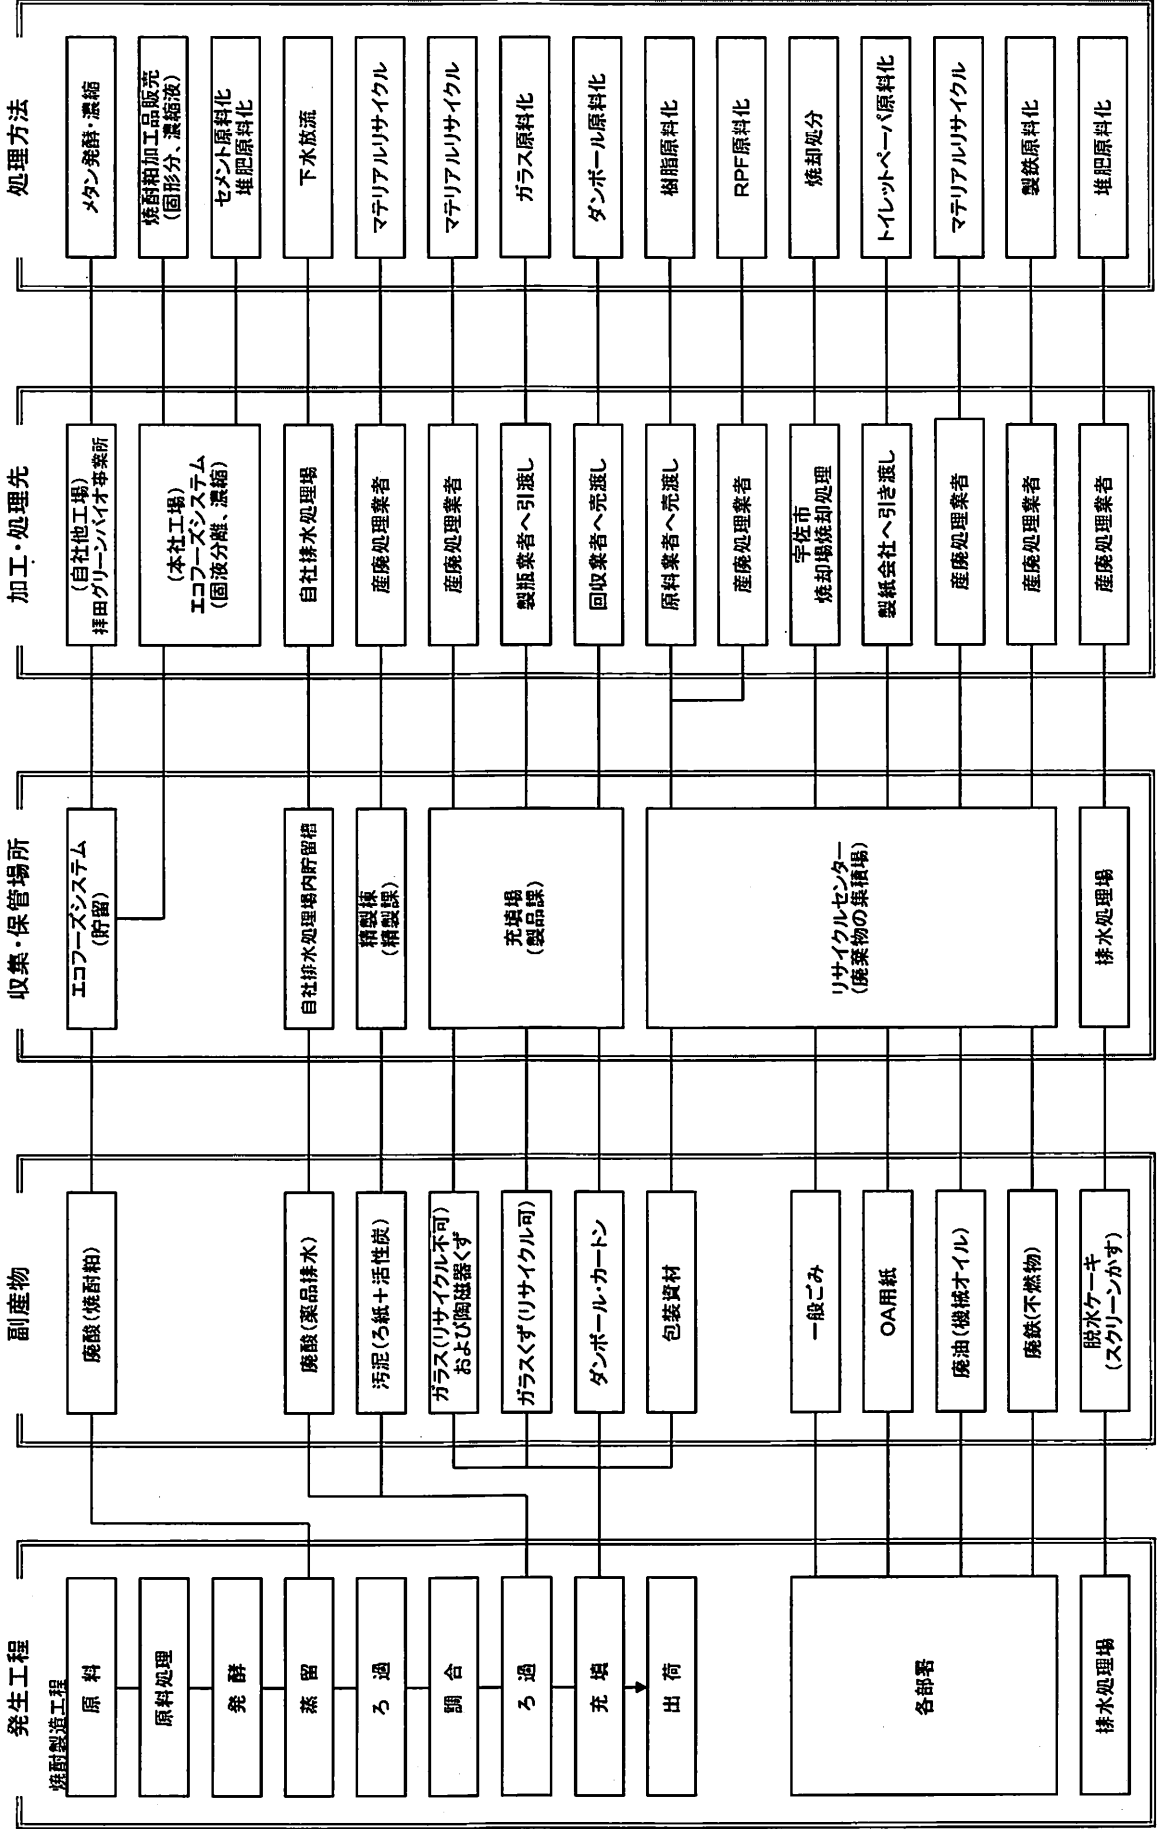 発生工程
焼酎製造工程
原料
原料処理
発酵
蒸留
ろ過
調合
ろ過
充填
出荷
各部署
排水処理場
副産物
廃酸(焼酎粕)
廃酸(薬品排水)
汚泥(ろ紙+活性炭)
ガラス(リサイクル不可)
および陶磁器くず
ガラスくず(リサイクル可)
ダンボール・カートン
包装資材
一般ごみ
OA用紙
廃油(機械オイル)
廃鉄(不燃物)
脱水ケーキ
(スクリーンかす)
収集・保管場所
エコフーズシステム
(貯留)
自社排水処理場内貯留槽
精製棟
(精製課)
充填場
(製品課)
リサイクルセンター
(廃棄物の集積場)
排水処理場
加工・処理先
(自社他工場)
拝田グリーンバイオ事業所
(本社工場)
エコフーズシステム
(固液分離、濃縮)
自社排水処理場
産廃処理業者
産廃処理業者
製瓶業者へ引渡し
回収業者へ売渡し
原料業者へ売渡し
産廃処理業者
宇佐市
焼却場焼却処理
製紙会社へ引き渡し
産廃処理業者
産廃処理業者
産廃処理業者
処理方法
メタン発酵・濃縮
焼酎粕加工品販売
(固形分、濃縮液)
セメント原料化
堆肥原料化
下水放流
マテリアルリサイクル
マテリアルリサイクル
ガラス原料化
ダンボール原料化
樹脂原料化
RPF原料化
焼却処分
トイレットペーパ原料化
マテリアルリサイクル
製鉄原料化
堆肥原料化